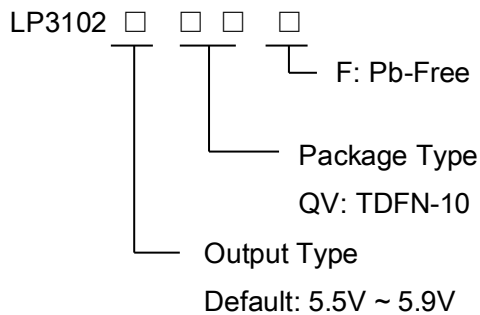 LP3102 □ □ □ □
F: Pb-Free
Package Type
QV: TDFN-10
Output Type
Default: 5.5V ~ 5.9V